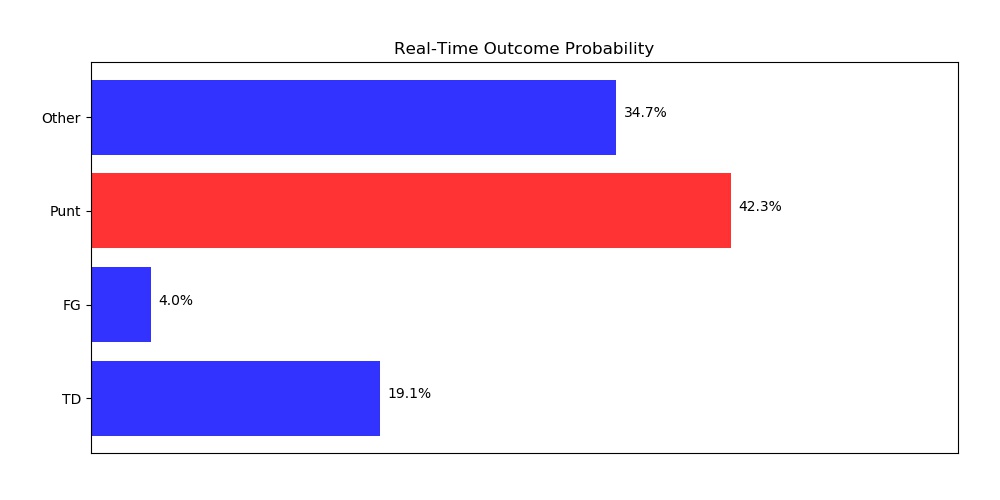 Real-Time Outcome Probability
Other
34.7%
Punt
42.3%
FG
4.0%
TD
19.1%